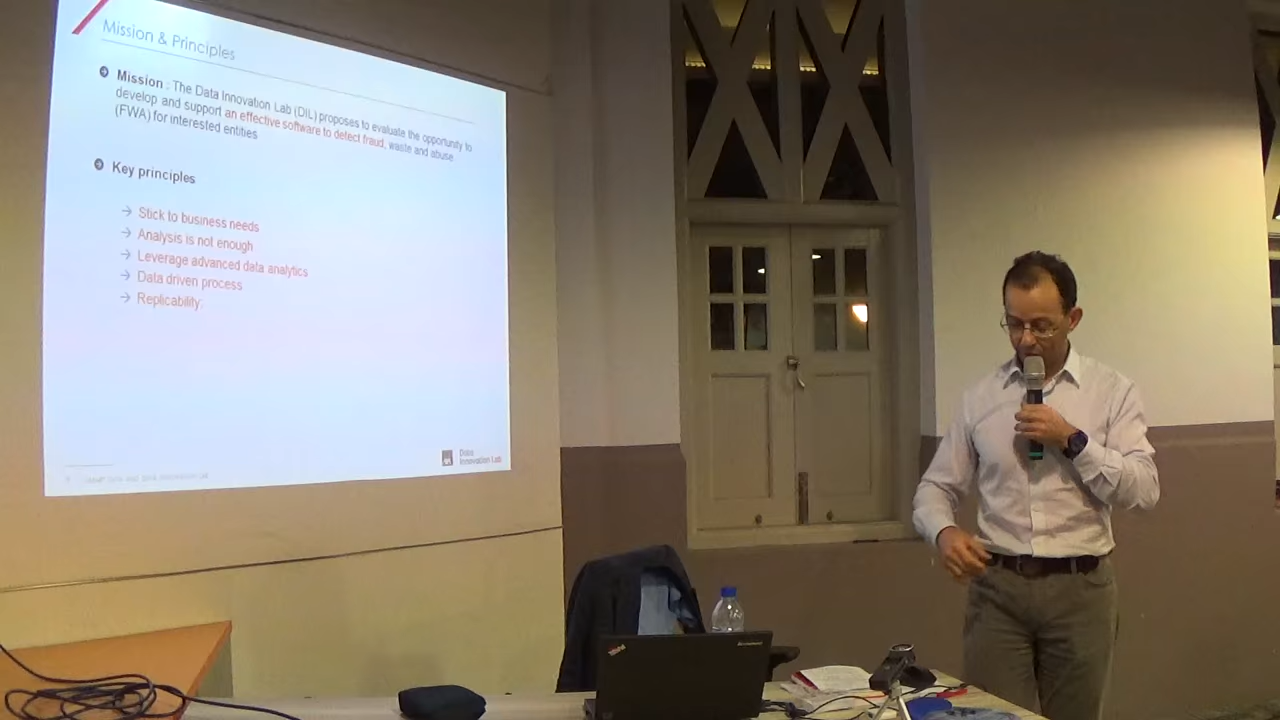 Mission & Principles
Mission : The Data Innovation Lab (DIL) proposes to evaluate the opportunity to
develop and support an effective software to detect fraud, waste and abuse
(FWA) for interested entities
Key principles
Stick to business needs
Analysis is not enough
Leverage advanced data analytics
Data driven process
Replicability
AXA
Data
Innovation Lab
ThinkPad